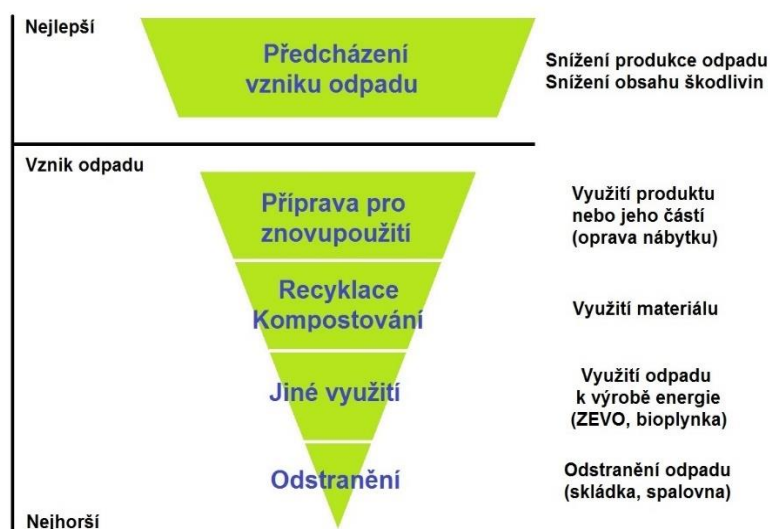 Nejlepší
Předcházení
vzniku odpadu
Snížení produkce odpadu
Snížení obsahu škodlivin
Vznik odpadu
Příprava pro
znovupoužití
Využití produktu
nebo jeho částí
(oprava nábytku)
Recyklace
Kompostování
Využití materiálu
Jiné využití
Využití odpadu
k výrobě energie
(ZEVO, bioplynka)
Odstranění
Odstranění odpadu
(skládka, spalovna)
Nejhorší